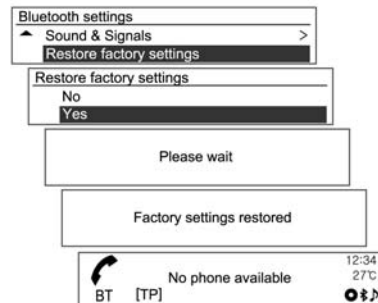 Bluetooth settings
Sound & Signals >
Restore factory settings
Restore factory settings
No
Yes
Please wait
Factory settings restored
12:34
No phone available 27℃
BT [TP]